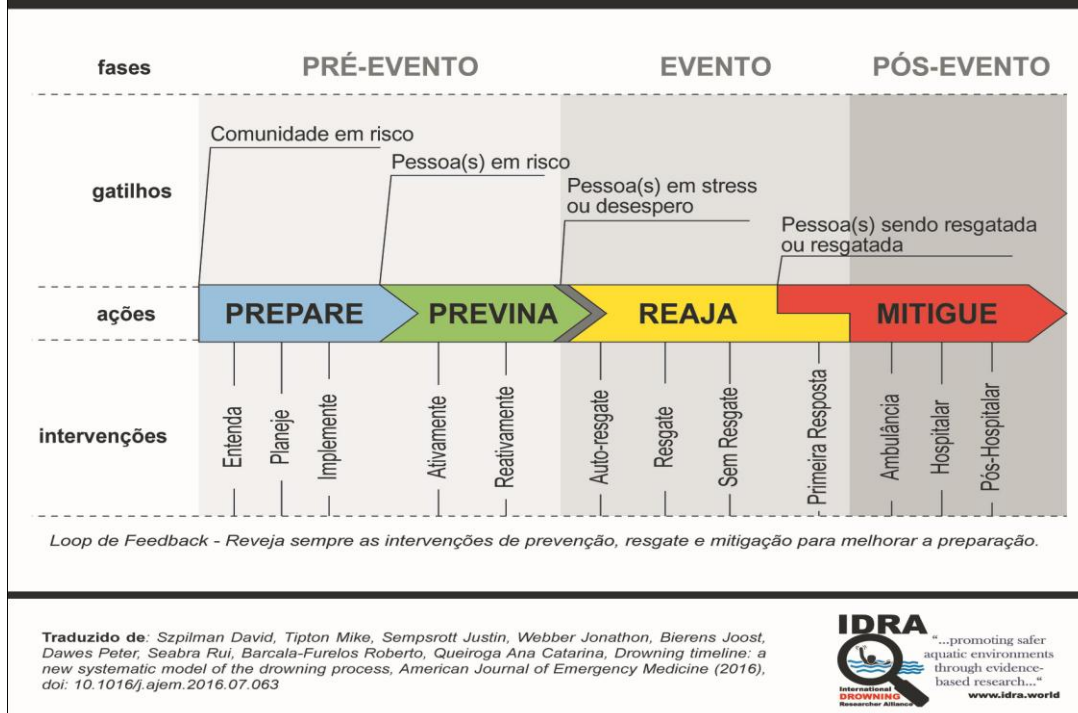 fases
PRÉ-EVENTO
EVENTO
PÓS-EVENTO
gatilhos
Comunidade em risco
Pessoa(s) em risco
Pessoa(s) em stress
ou desespero
Pessoa(s) sendo resgatada
ou resgatada
ações
PREPARE
PREVINA
REAJA
MITIGUE
intervenções
Entenda
Planeje
Implemente
Ativamente
Reativamente
Auto-resgate
Resgate
Sem Resgate
Primeira Resposta
Ambulância
Hospitalar
Pós-Hospitalar
Loop de Feedback - Reveja sempre as intervenções de prevenção, resgate e mitigação para melhorar a preparação.
Traduzido de: Szpilman David, Tipton Mike, Sempsrott Justin, Webber Jonathon, Bierens Joost,
Dawes Peter, Seabra Rui, Barcala-Furelos Roberto, Queiroga Ana Catarina, Drowning timeline: a
new systematic model of the drowning process, American Journal of Emergency Medicine (2016),
doi: 10.1016/j.ajem.2016.07.063
IDRA
International
DROWNING
Researcher Alliance
"...promoting safer
aquatic environments
through evidence-
based research..."
www.idra.world